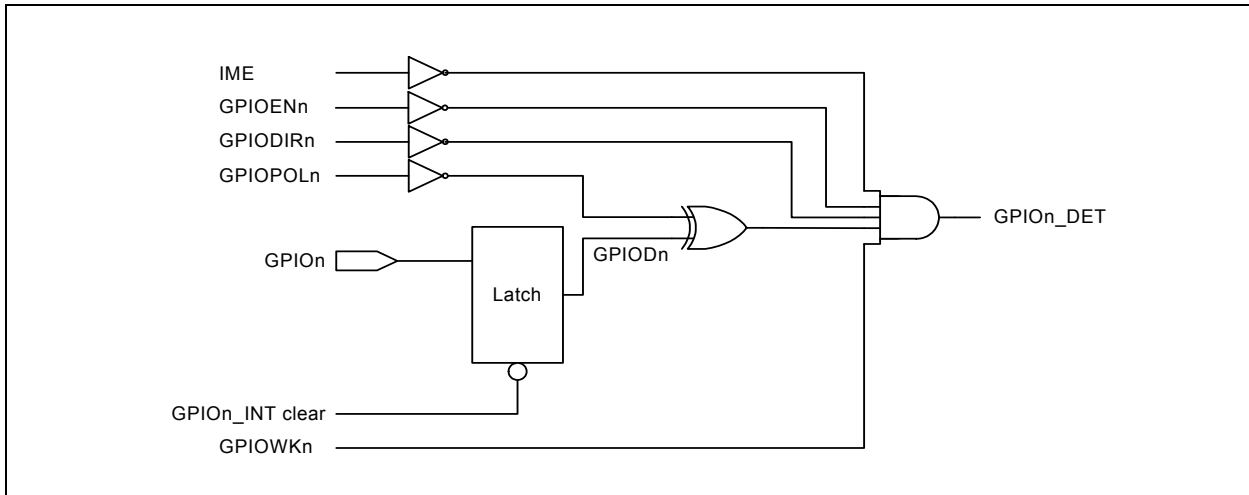 IME
GPIOENn
GPIODIRn
GPIOPOLn
GPIOn_DET
GPIODn
GPIOn
Latch
GPIOn_INT clear
GPIOWKn